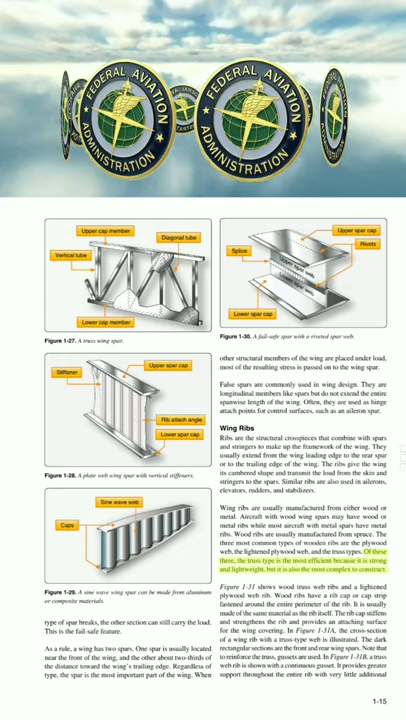 FEDERAL AVIATION
ADMINISTRATION
FEDERAL AVIATION
ADMINISTRATION
Upper cap member
Diagonal tube
Vertical tube
Lower cap member
Figure 1-27. A truss wing spar.
Upper spar cap
Rivets
Splice
Upper spar web
Lower spar cap
Figure 1-30. A fail-safe spar with a riveted spar web.
Stiffener
Upper spar cap
Rib attach angle
Lower spar cap
Figure 1-28. A plate web wing spar with vertical stiffeners.
Sine wave web
Caps
Figure 1-29. A sine wave wing spar can be made from aluminum
or composite materials.
type of spar breaks, the other section can still carry the load.
This is the fail-safe feature.
As a rule, a wing has two spars. One spar is usually located
near the front of the wing, and the other about two-thirds of
the distance toward the wing's trailing edge. Regardless of
type, the spar is the most important part of the wing. When
other structural members of the wing are placed under load,
most of the resulting stress is passed on to the wing spar.
False spars are commonly used in wing design. They are
longitudinal members like spars but do not extend the entire
spanwise length of the wing. Often, they are used as hinge
attach points for control surfaces, such as an aileron spar.
Wing Ribs
Ribs are the structural crosspieces that combine with spars
and stringers to make up the framework of the wing. They
usually extend from the wing leading edge to the rear spar
or to the trailing edge of the wing. The ribs give the wing
its cambered shape and transmit the load from the skin and
stringers to the spars. Similar ribs are also used in ailerons,
elevators, rudders, and stabilizers.
Wing ribs are usually manufactured from either wood or
metal. Aircraft with wood wing spars may have wood or
metal ribs while most aircraft with metal spars have metal
ribs. Wood ribs are usually manufactured from spruce. The
three most common types of wooden ribs are the plywood
web, the lightened plywood web, and the truss types. Of these
three, the truss type is the most efficient because it is strong
and lightweight, but it is also the most complex to construct.
Figure 1-31 shows wood truss web ribs and a lightened
plywood web rib. Wood ribs have a rib cap or cap strip
fastened around the entire perimeter of the rib. It is usually
made of the same material as the rib itself. The rib cap stiffens
and strengthens the rib and provides an attaching surface
for the wing covering. In Figure 1-31A, the cross-section
of a wing rib with a truss-type web is illustrated. The dark
rectangular sections are the front and rear wing spars. Note that
to reinforce the truss, gussets are used. In Figure 1-31B, a truss
web rib is shown with a continuous gusset. It provides greater
support throughout the entire rib with very little additional
1-15